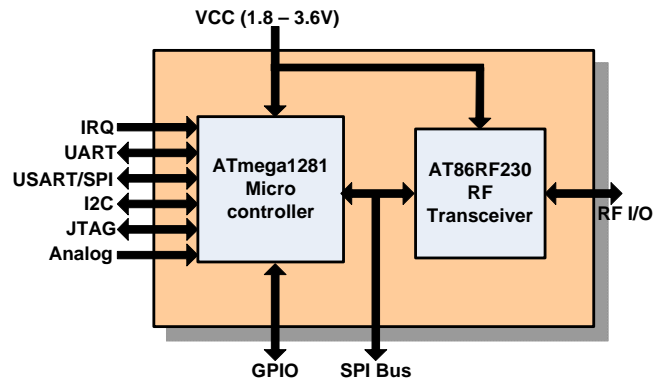 VCC (1.8 – 3.6V)
IRQ
UART
USART/SPI
I2C
JTAG
Analog
ATmega1281
Micro
controller
AT86RF230
RF
Transceiver
RF I/O
GPIO
SPI Bus